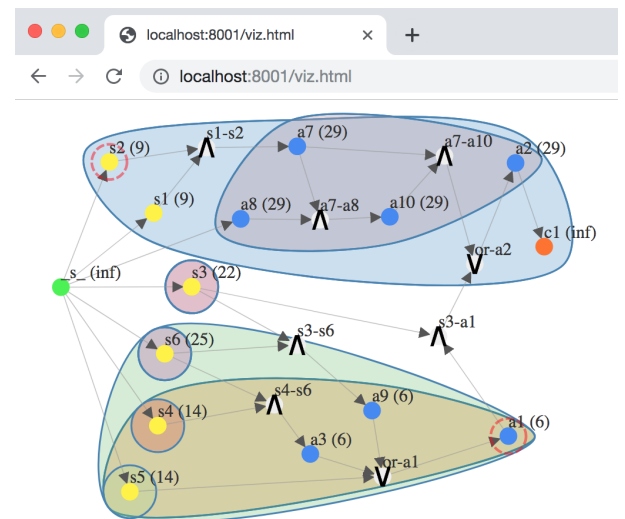 localhost:8001/viz.html
localhost:8001/viz.html
s1-s2
a7 (29)
a7-a10
s2 (9)
a2 (29)
s1 (9)
a8 (29)
a7-a8
a10 (29)
c1 (inf)
or-a2
_s_ (inf)
s3 (22)
s3-a1
s6 (25)
s3-s6
s4-s6
a9 (6)
s4 (14)
a1 (6)
a3 (6)
or-a1
s5 (14)